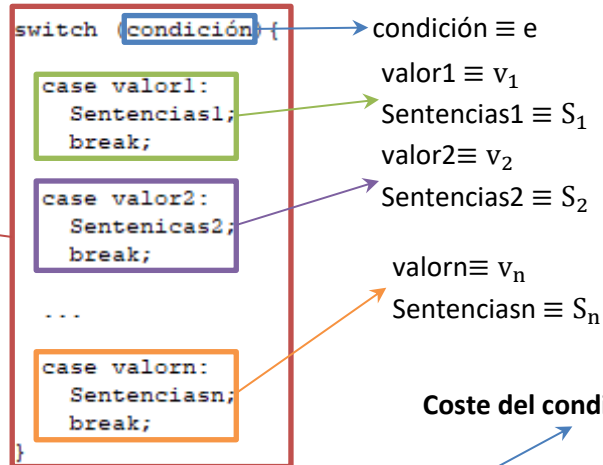 switch (condición){
case valor1:
Sentencias1;
break;
case valor2:
Sentenicas2;
break;
...
case valorn:
Sentenciasn;
break;
}
condición ≡ e
valor1 ≡ v₁
Sentencias1 ≡ S₁
valor2≡ v₂
Sentencias2 ≡ S₂
valorn≡ vₙ
Sentenciasn ≡ Sₙ
Coste del condi